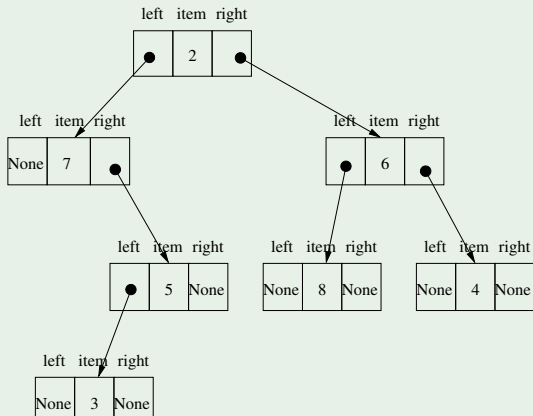 left item right
2
left item right
left item right
None 7
6
left item right
left item right
left item right
5 None
None 8 None
None 4 None
left item right
None 3 None